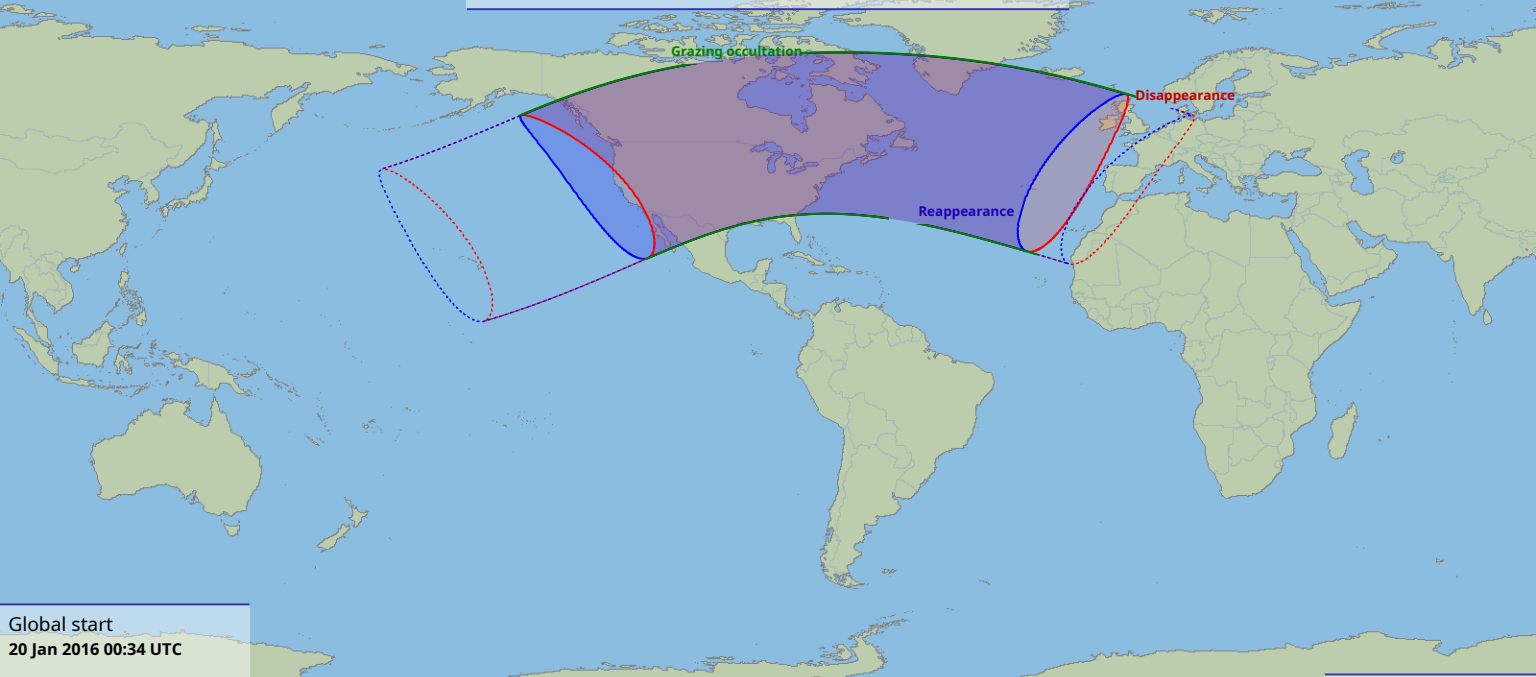 Grazing occultation
Disappearance
Reappearance
Global start
20 Jan 2016 00:34 UTC